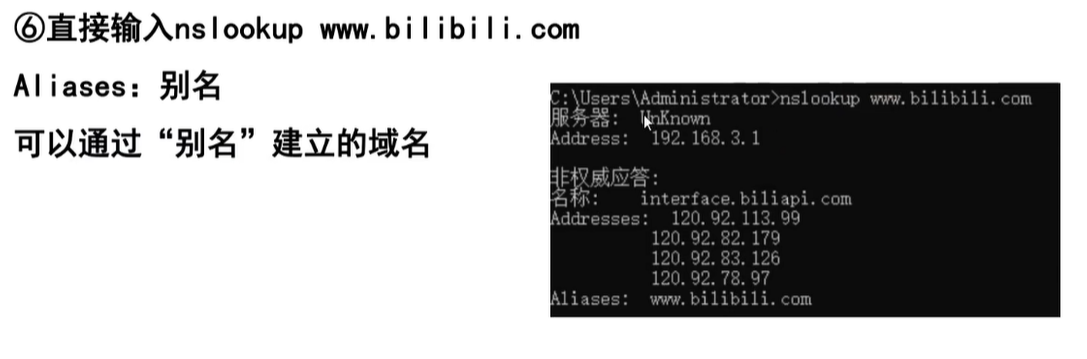 ⑥直接输入nslookup www.bilibili.com
Aliases：别名
可以通过“别名”建立的域名
C:\Users\Administrator>nslookup www.bilibili.com
服务器:  UnKnown
Address:  192.168.3.1
非权威应答:
名称:    interface.biliapi.com
Addresses:  120.92.113.99
120.92.82.179
120.92.83.126
120.92.78.97
Aliases:  www.bilibili.com